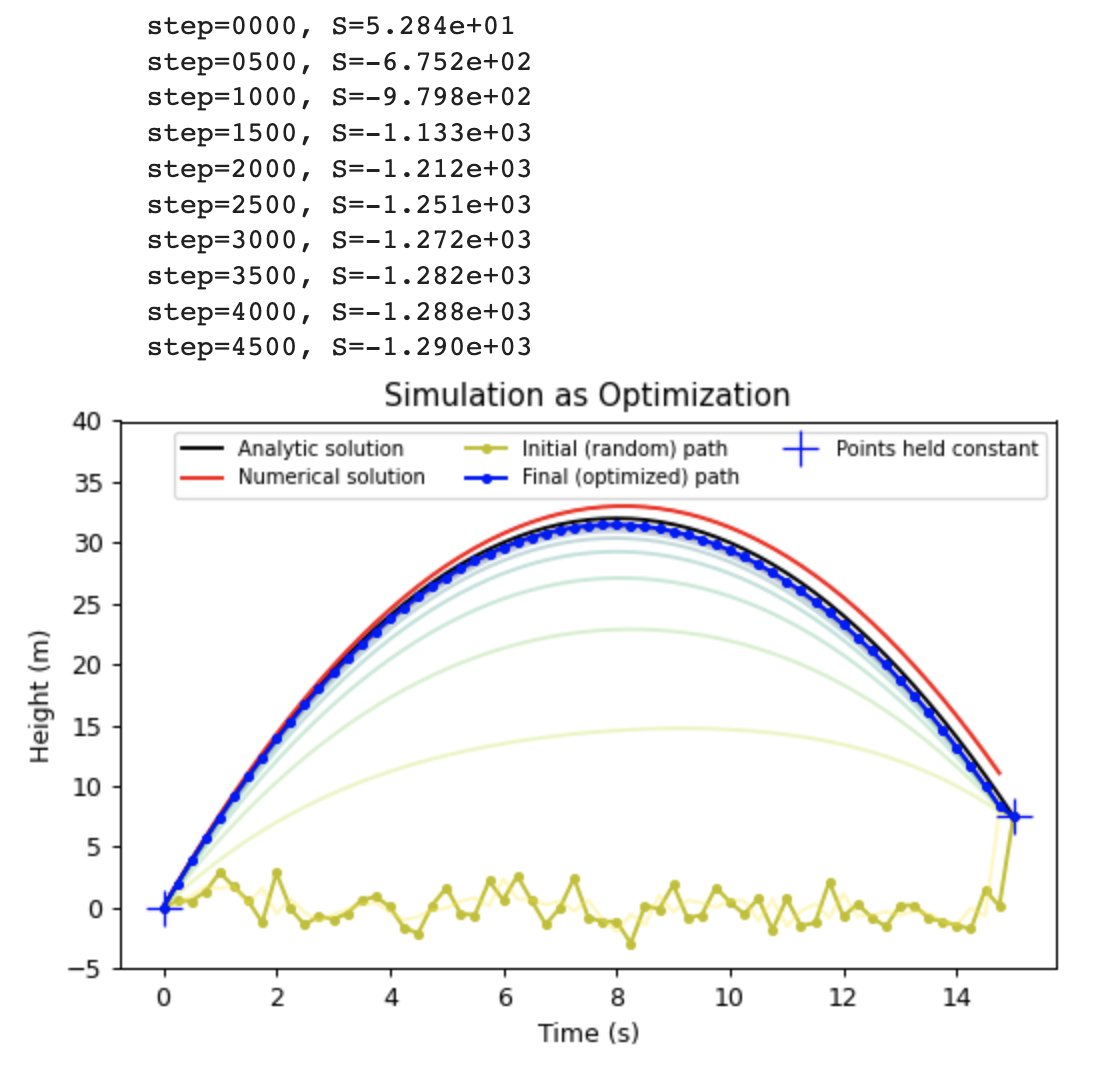 step=0000, S=5.284e+01
step=0500, S=-6.752e+02
step=1000, S=-9.798e+02
step=1500, S=-1.133e+03
step=2000, S=-1.212e+03
step=2500, S=-1.251e+03
step=3000, S=-1.272e+03
step=3500, S=-1.282e+03
step=4000, S=-1.288e+03
step=4500, S=-1.290e+03
Simulation as Optimization
Analytic solution
Numerical solution
Initial (random) path
Final (optimized) path
Points held constant
40
35
30
25
20
15
10
5
0
−5
Height (m)
0 2 4 6 8 10 12 14
Time (s)